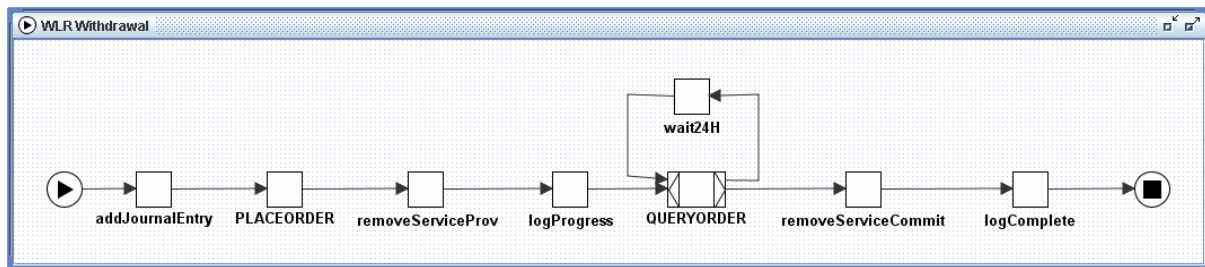 WLR Withdrawal
wait24H
addJournalEntry
PLACEORDER
removeServiceProv
logProgress
QUERYORDER
removeServiceCommit
logComplete